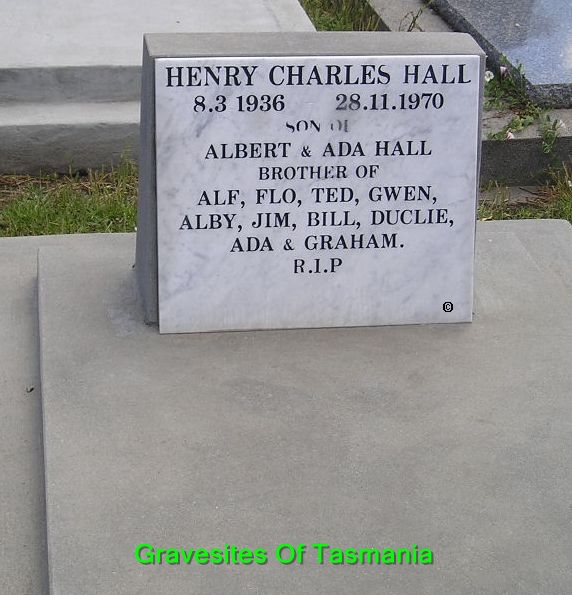 HENRY CHARLES HALL
8.3 1936 28.11.1970
SON OF
ALBERT & ADA HALL
BROTHER OF
ALF, FLO, TED, GWEN,
ALBY, JIM, BILL, DUCLIE,
ADA & GRAHAM.
R.I.P
©
Gravesites Of Tasmania